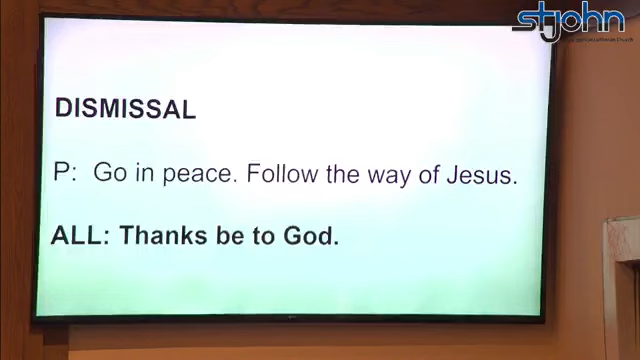 stjohn
DISMISSAL
P: Go in peace. Follow the way of Jesus.
ALL: Thanks be to God.